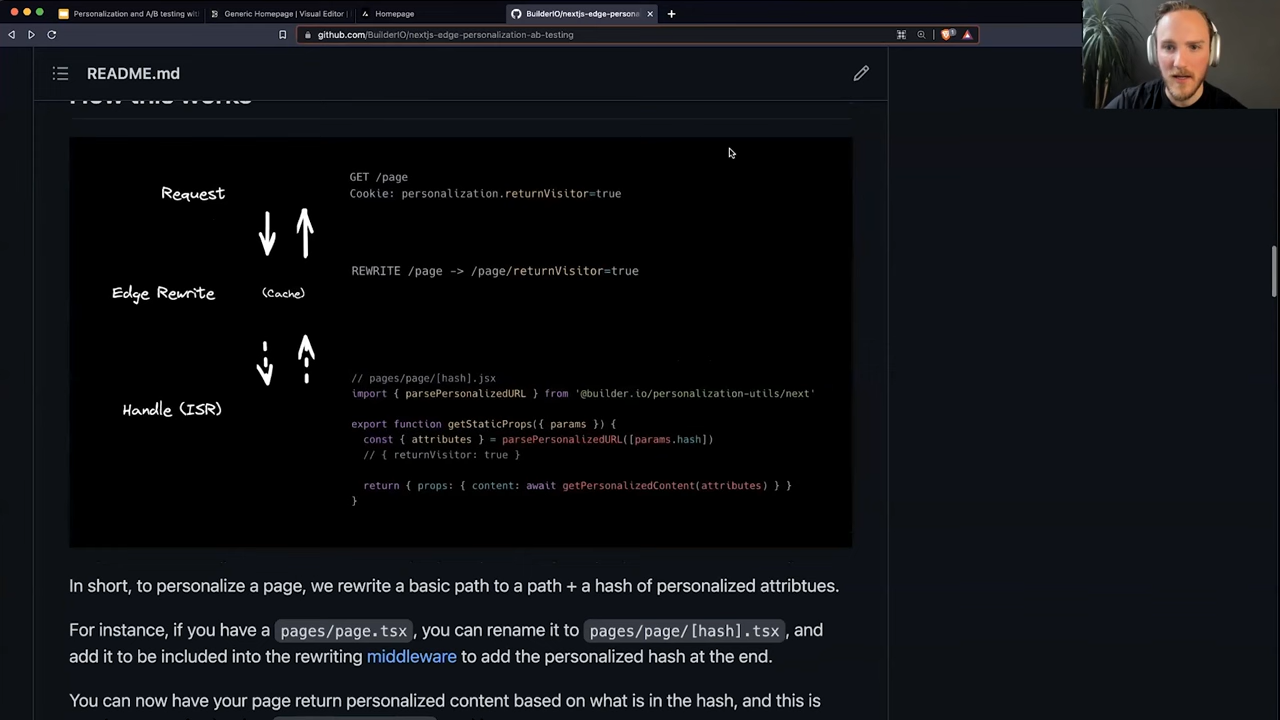 Personalization and A/B testing wit
Generic Homepage | Visual Editor |
Homepage
BuilderIO/nextjs-edge-persona
github.com/BuilderIO/nextjs-edge-personalization-ab-testing
README.md
How this works
Request
GET /page
Cookie: personalization.returnVisitor=true
Edge Rewrite
(Cache)
REWRITE /page -> /page/returnVisitor=true
Handle (ISR)
// pages/page/[hash].jsx
import { parsePersonalizedURL } from '@builder.io/personalization-utils/next'
export function getStaticProps({ params }) {
const { attributes } = parsePersonalizedURL([params.hash])
// { returnVisitor: true }
return { props: { content: await getPersonalizedContent(attributes) } }
}
In short, to personalize a page, we rewrite a basic path to a path + a hash of personalized attribtues.
For instance, if you have a pages/page.tsx, you can rename it to pages/page/[hash].tsx, and
add it to be included into the rewriting middleware to add the personalized hash at the end.
You can now have your page return personalized content based on what is in the hash, and this is